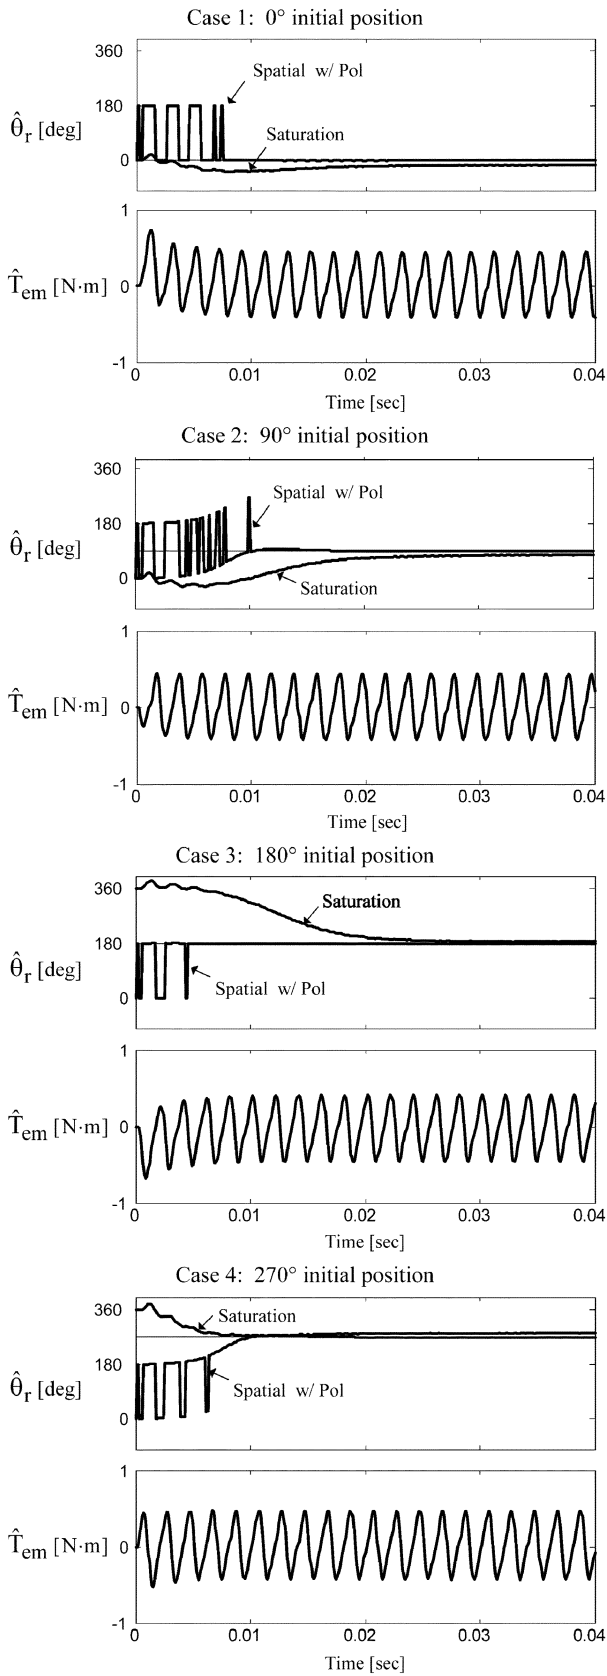 Case 1: 0° initial position
360
180
0
θ̂r [deg]
Spatial w/ Pol
Saturation
1
0
-1
T̂em [N·m]
0 0.01 0.02 0.03 0.04
Time [sec]
Case 2: 90° initial position
360
180
0
θ̂r [deg]
Spatial w/ Pol
Saturation
1
0
-1
T̂em [N·m]
0 0.01 0.02 0.03 0.04
Time [sec]
Case 3: 180° initial position
360
180
0
θ̂r [deg]
Saturation
Spatial w/ Pol
1
0
-1
T̂em [N·m]
0 0.01 0.02 0.03 0.04
Time [sec]
Case 4: 270° initial position
360
180
0
θ̂r [deg]
Saturation
Spatial w/ Pol
1
0
-1
T̂em [N·m]
0 0.01 0.02 0.03 0.04
Time [sec]